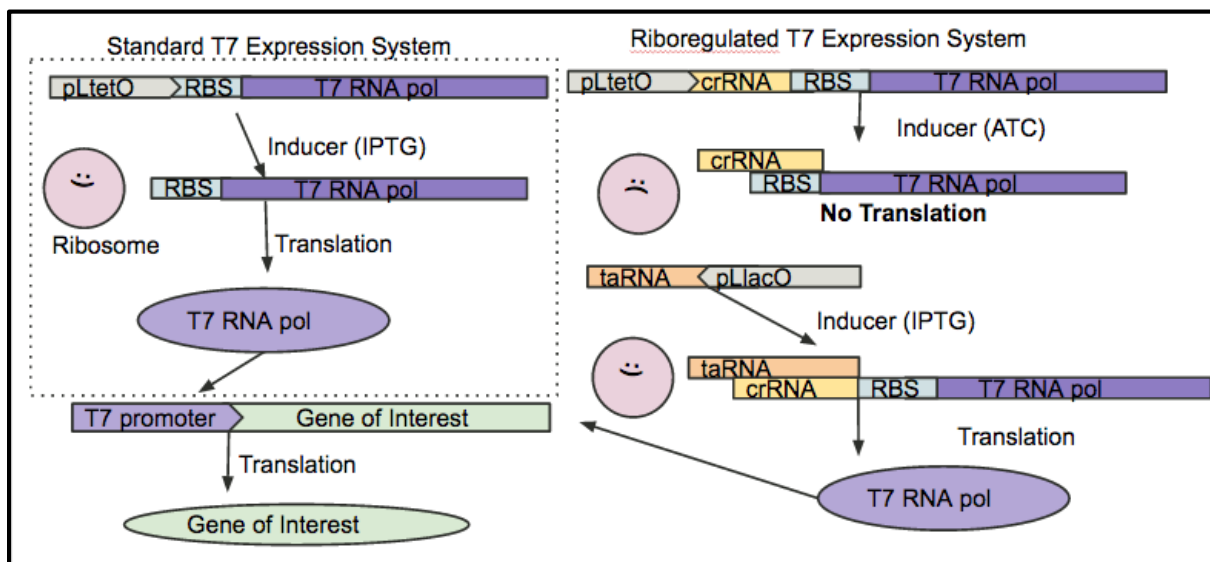 Standard T7 Expression System
pLtetO RBS T7 RNA pol
Inducer (IPTG)
RBS T7 RNA pol
Ribosome
Translation
T7 RNA pol
T7 promoter Gene of Interest
Translation
Gene of Interest
Riboregulated T7 Expression System
pLtetO crRNA RBS T7 RNA pol
Inducer (ATC)
crRNA
RBS T7 RNA pol
No Translation
taRNA pLlacO
Inducer (IPTG)
taRNA
crRNA RBS T7 RNA pol
Translation
T7 RNA pol